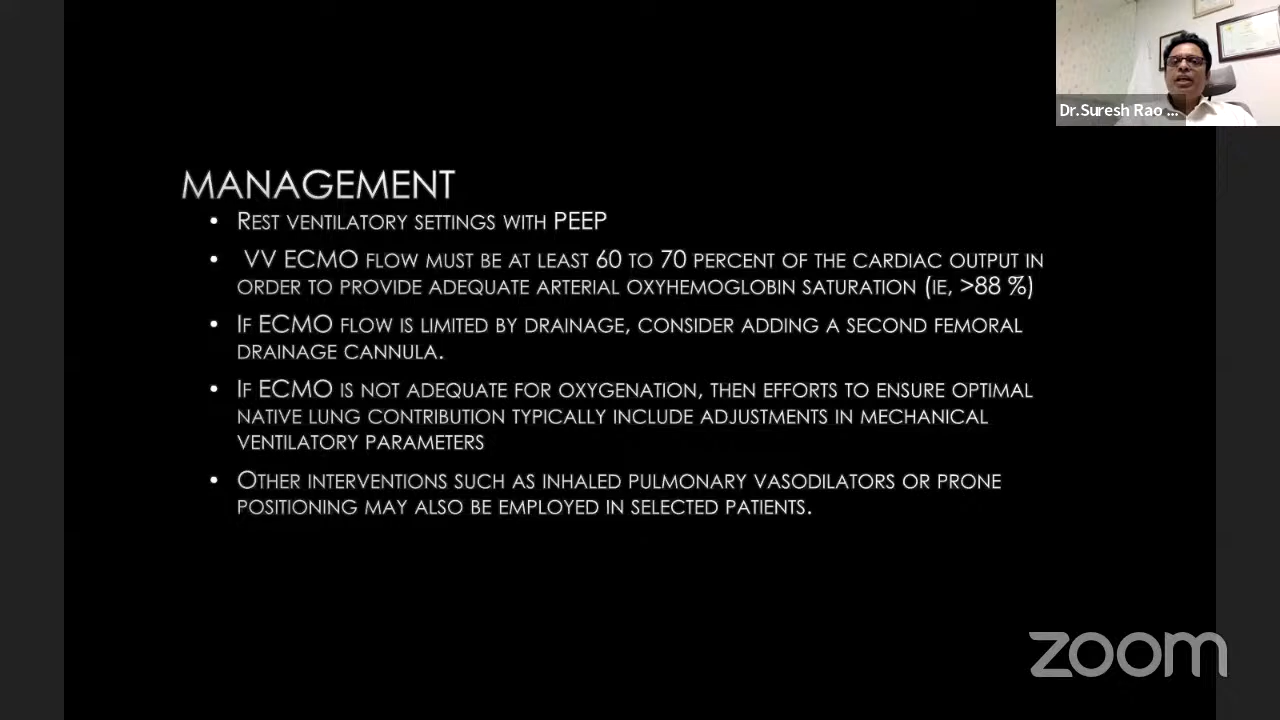 Dr.Suresh Rao ...
MANAGEMENT
• Rest ventilatory settings with PEEP
• VV ECMO flow must be at least 60 to 70 percent of the cardiac output in
order to provide adequate arterial oxyhemoglobin saturation (ie, >88 %)
• If ECMO flow is limited by drainage, consider adding a second femoral
drainage cannula.
• If ECMO is not adequate for oxygenation, then efforts to ensure optimal
native lung contribution typically include adjustments in mechanical
ventilatory parameters
• Other interventions such as inhaled pulmonary vasodilators or prone
positioning may also be employed in selected patients.
zoom